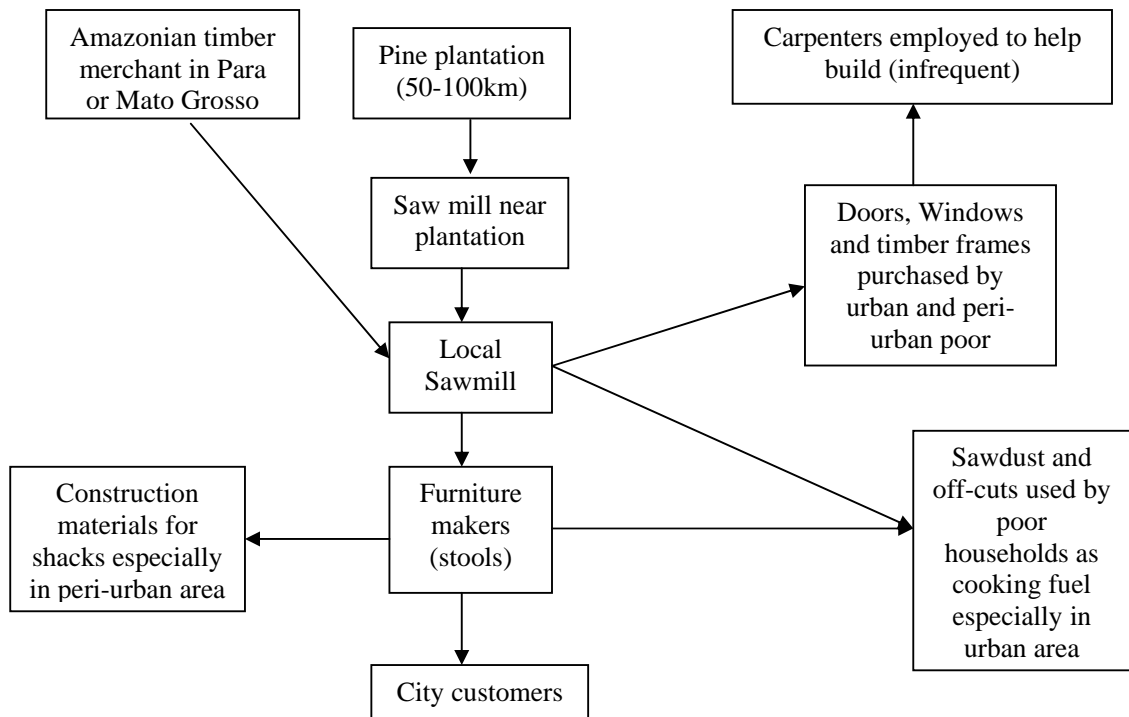 Amazonian timber
merchant in Para
or Mato Grosso
Pine plantation
(50-100km)
Carpenters employed to help
build (infrequent)
Saw mill near
plantation
Doors, Windows
and timber frames
purchased by
urban and peri-
urban poor
Local
Sawmill
Construction
materials for
shacks especially
in peri-urban area
Furniture
makers
(stools)
Sawdust and
off-cuts used by
poor
households as
cooking fuel
especially in
urban area
City customers